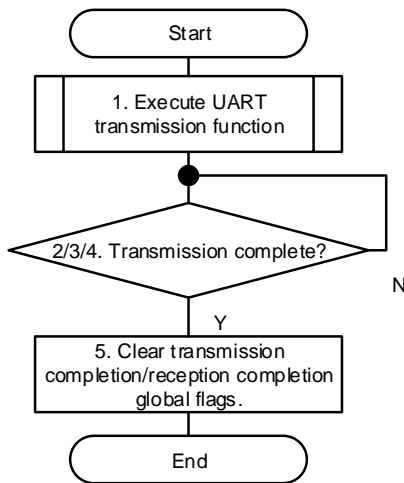 Start
1. Execute UART
transmission function
2/3/4. Transmission complete?
N
Y
5. Clear transmission
completion/reception completion
global flags.
End